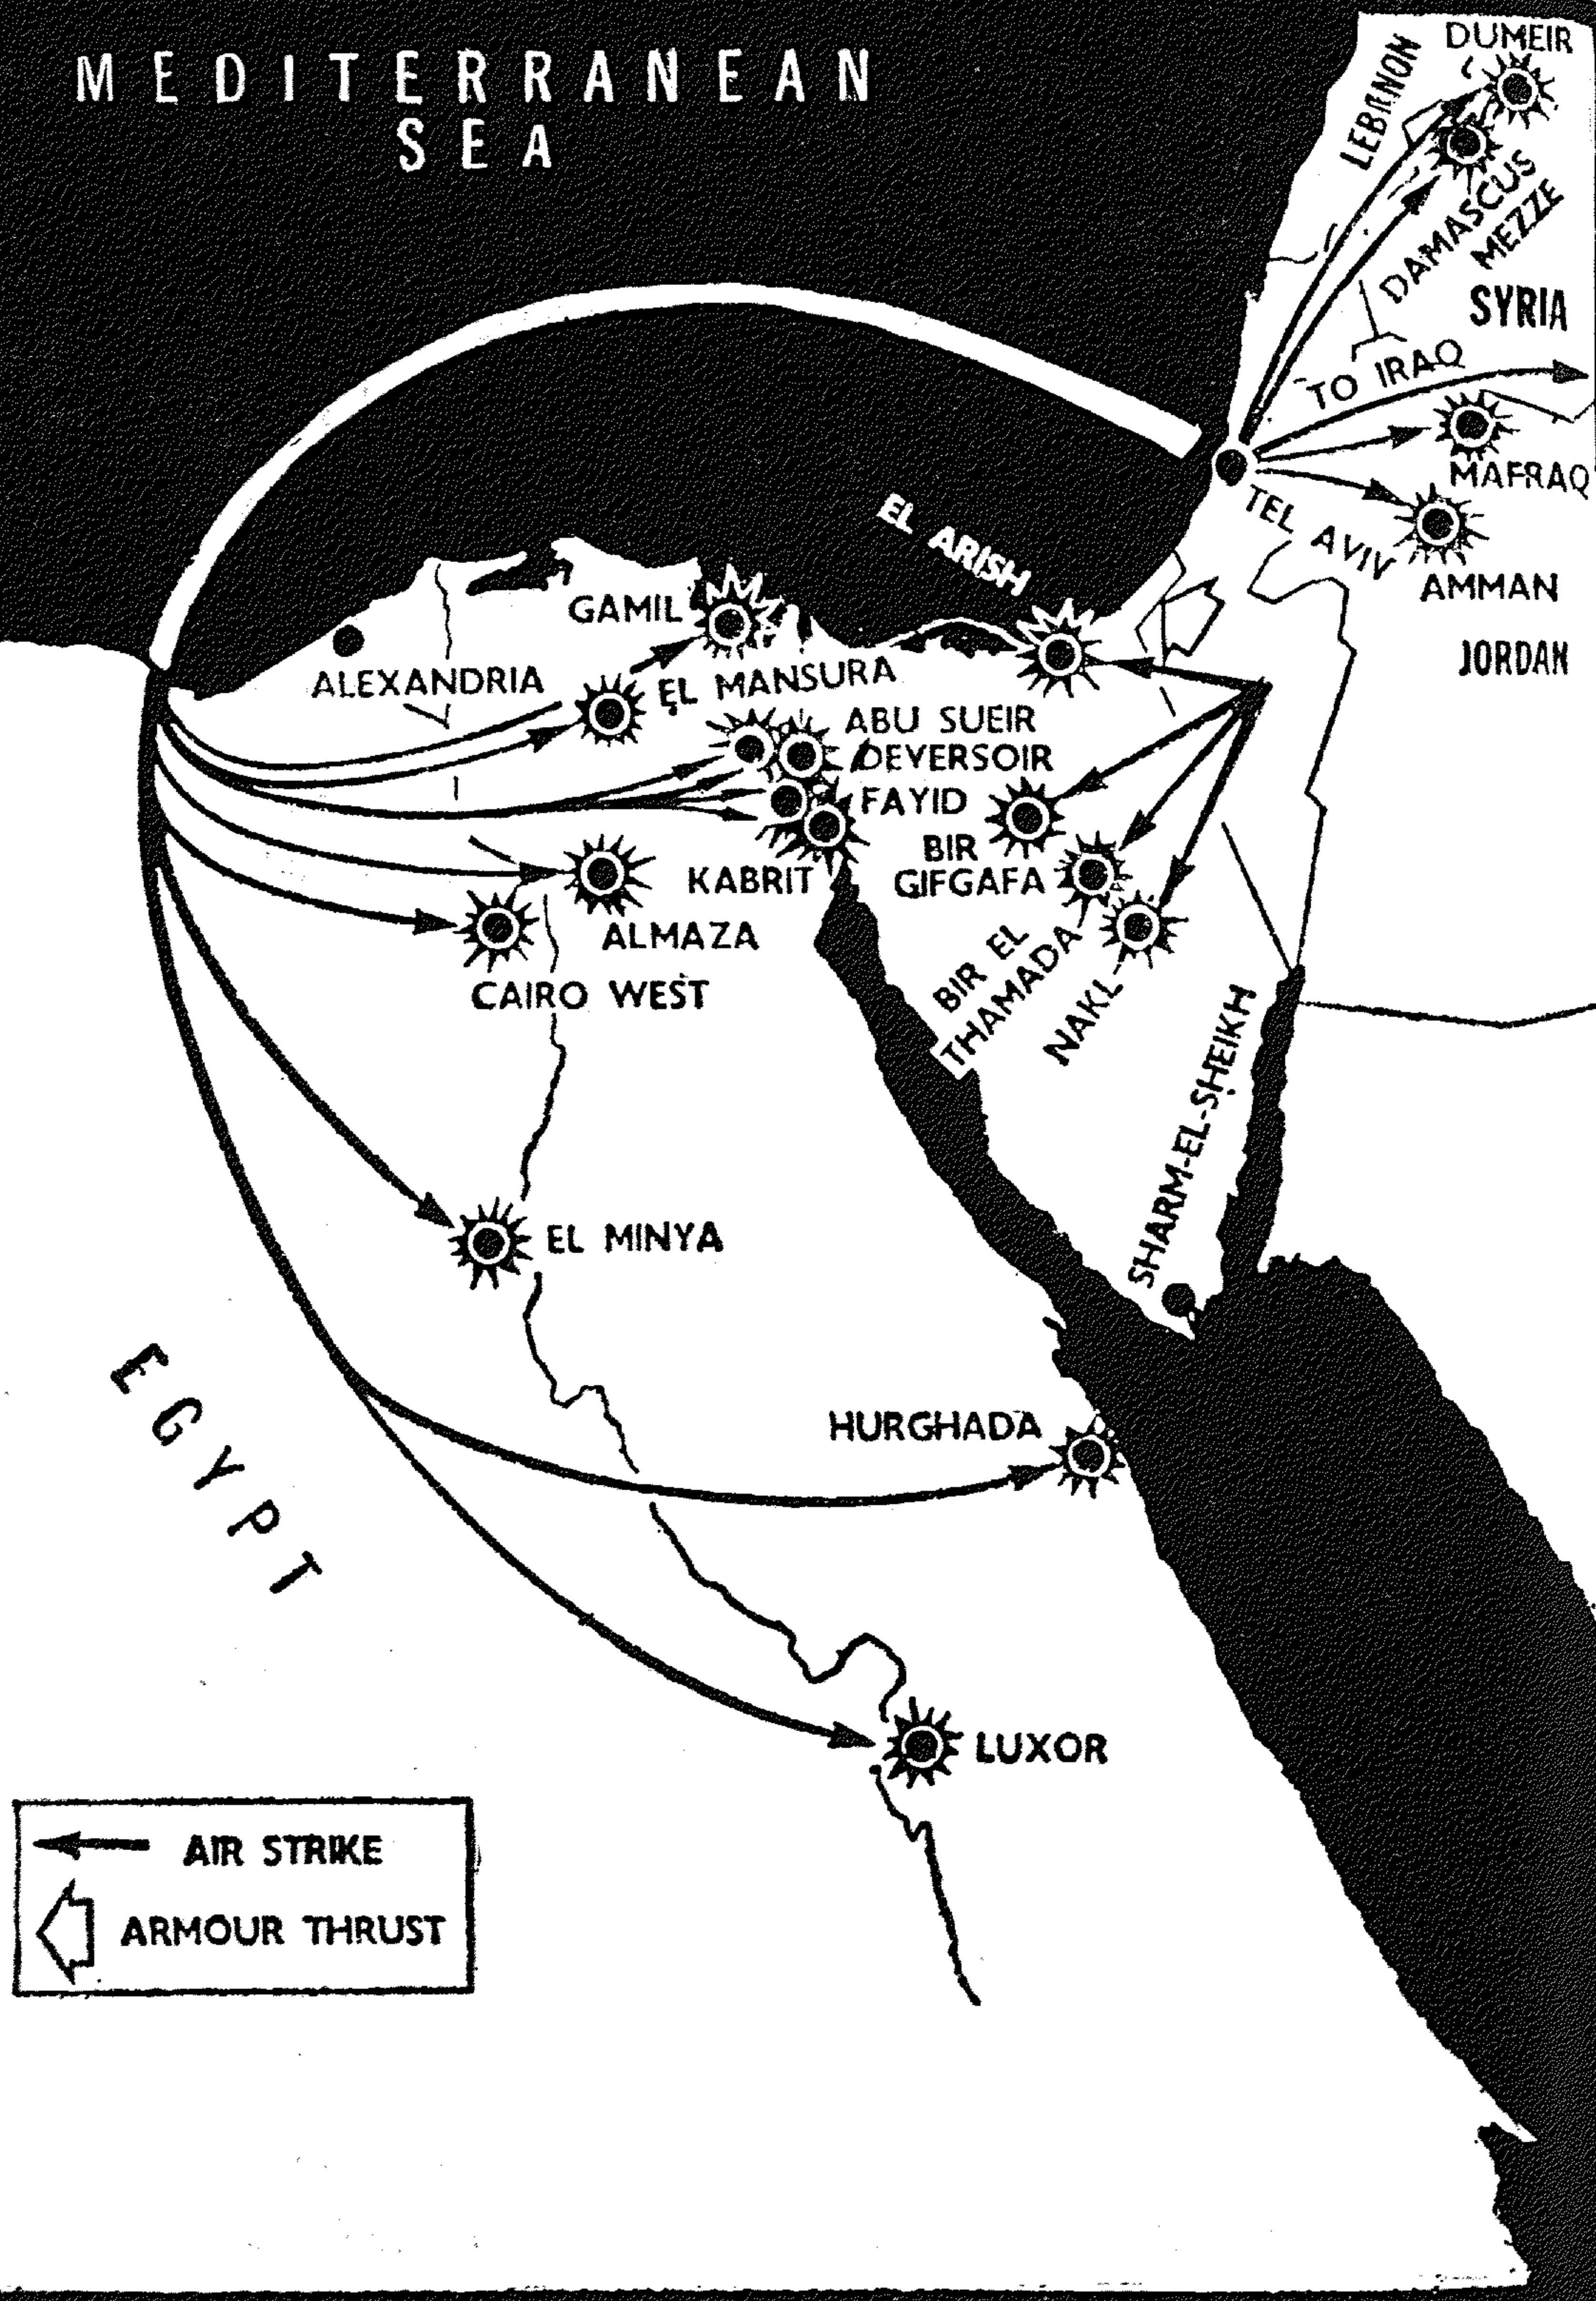 MEDITERRANEAN
SEA
DUMEIR
LEBANON
DAMASCUS
MEZZE
SYRIA
TO IRAQ
MAFRAQ
TEL AVIV
AMMAN
JORDAN
EL ARISH
GAMIL
ALEXANDRIA
EL MANSURA
ABU SUEIR
DEVERSOIR
FAYID
BIR
GIFGAFA
KABRIT
ALMAZA
CAIRO WEST
BIR EL
THAMADA
NAKL
SHARM-EL-SHEIKH
EL MINYA
EGYPT
HURGHADA
LUXOR
AIR STRIKE
ARMOUR THRUST